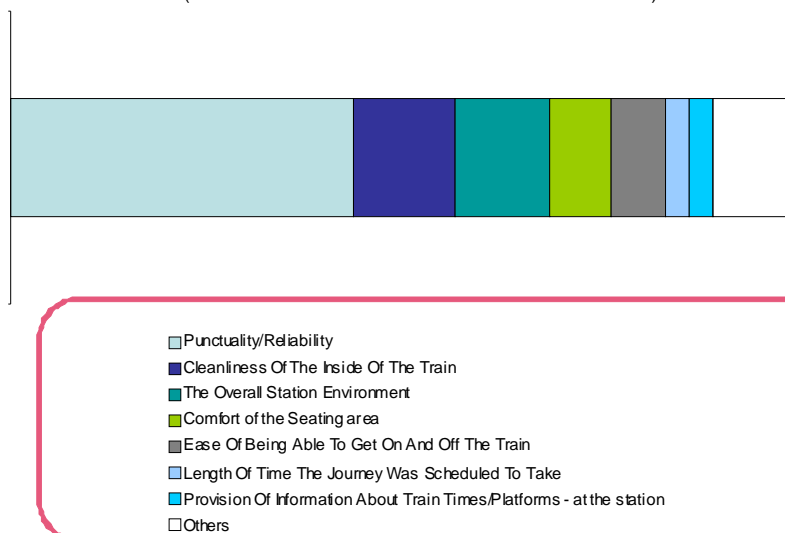 Punctuality/Reliability
Cleanliness Of The Inside Of The Train
The Overall Station Environment
Comfort of the Seating area
Ease Of Being Able To Get On And Off The Train
Length Of Time The Journey Was Scheduled To Take
Provision Of Information About Train Times/Platforms - at the station
Others